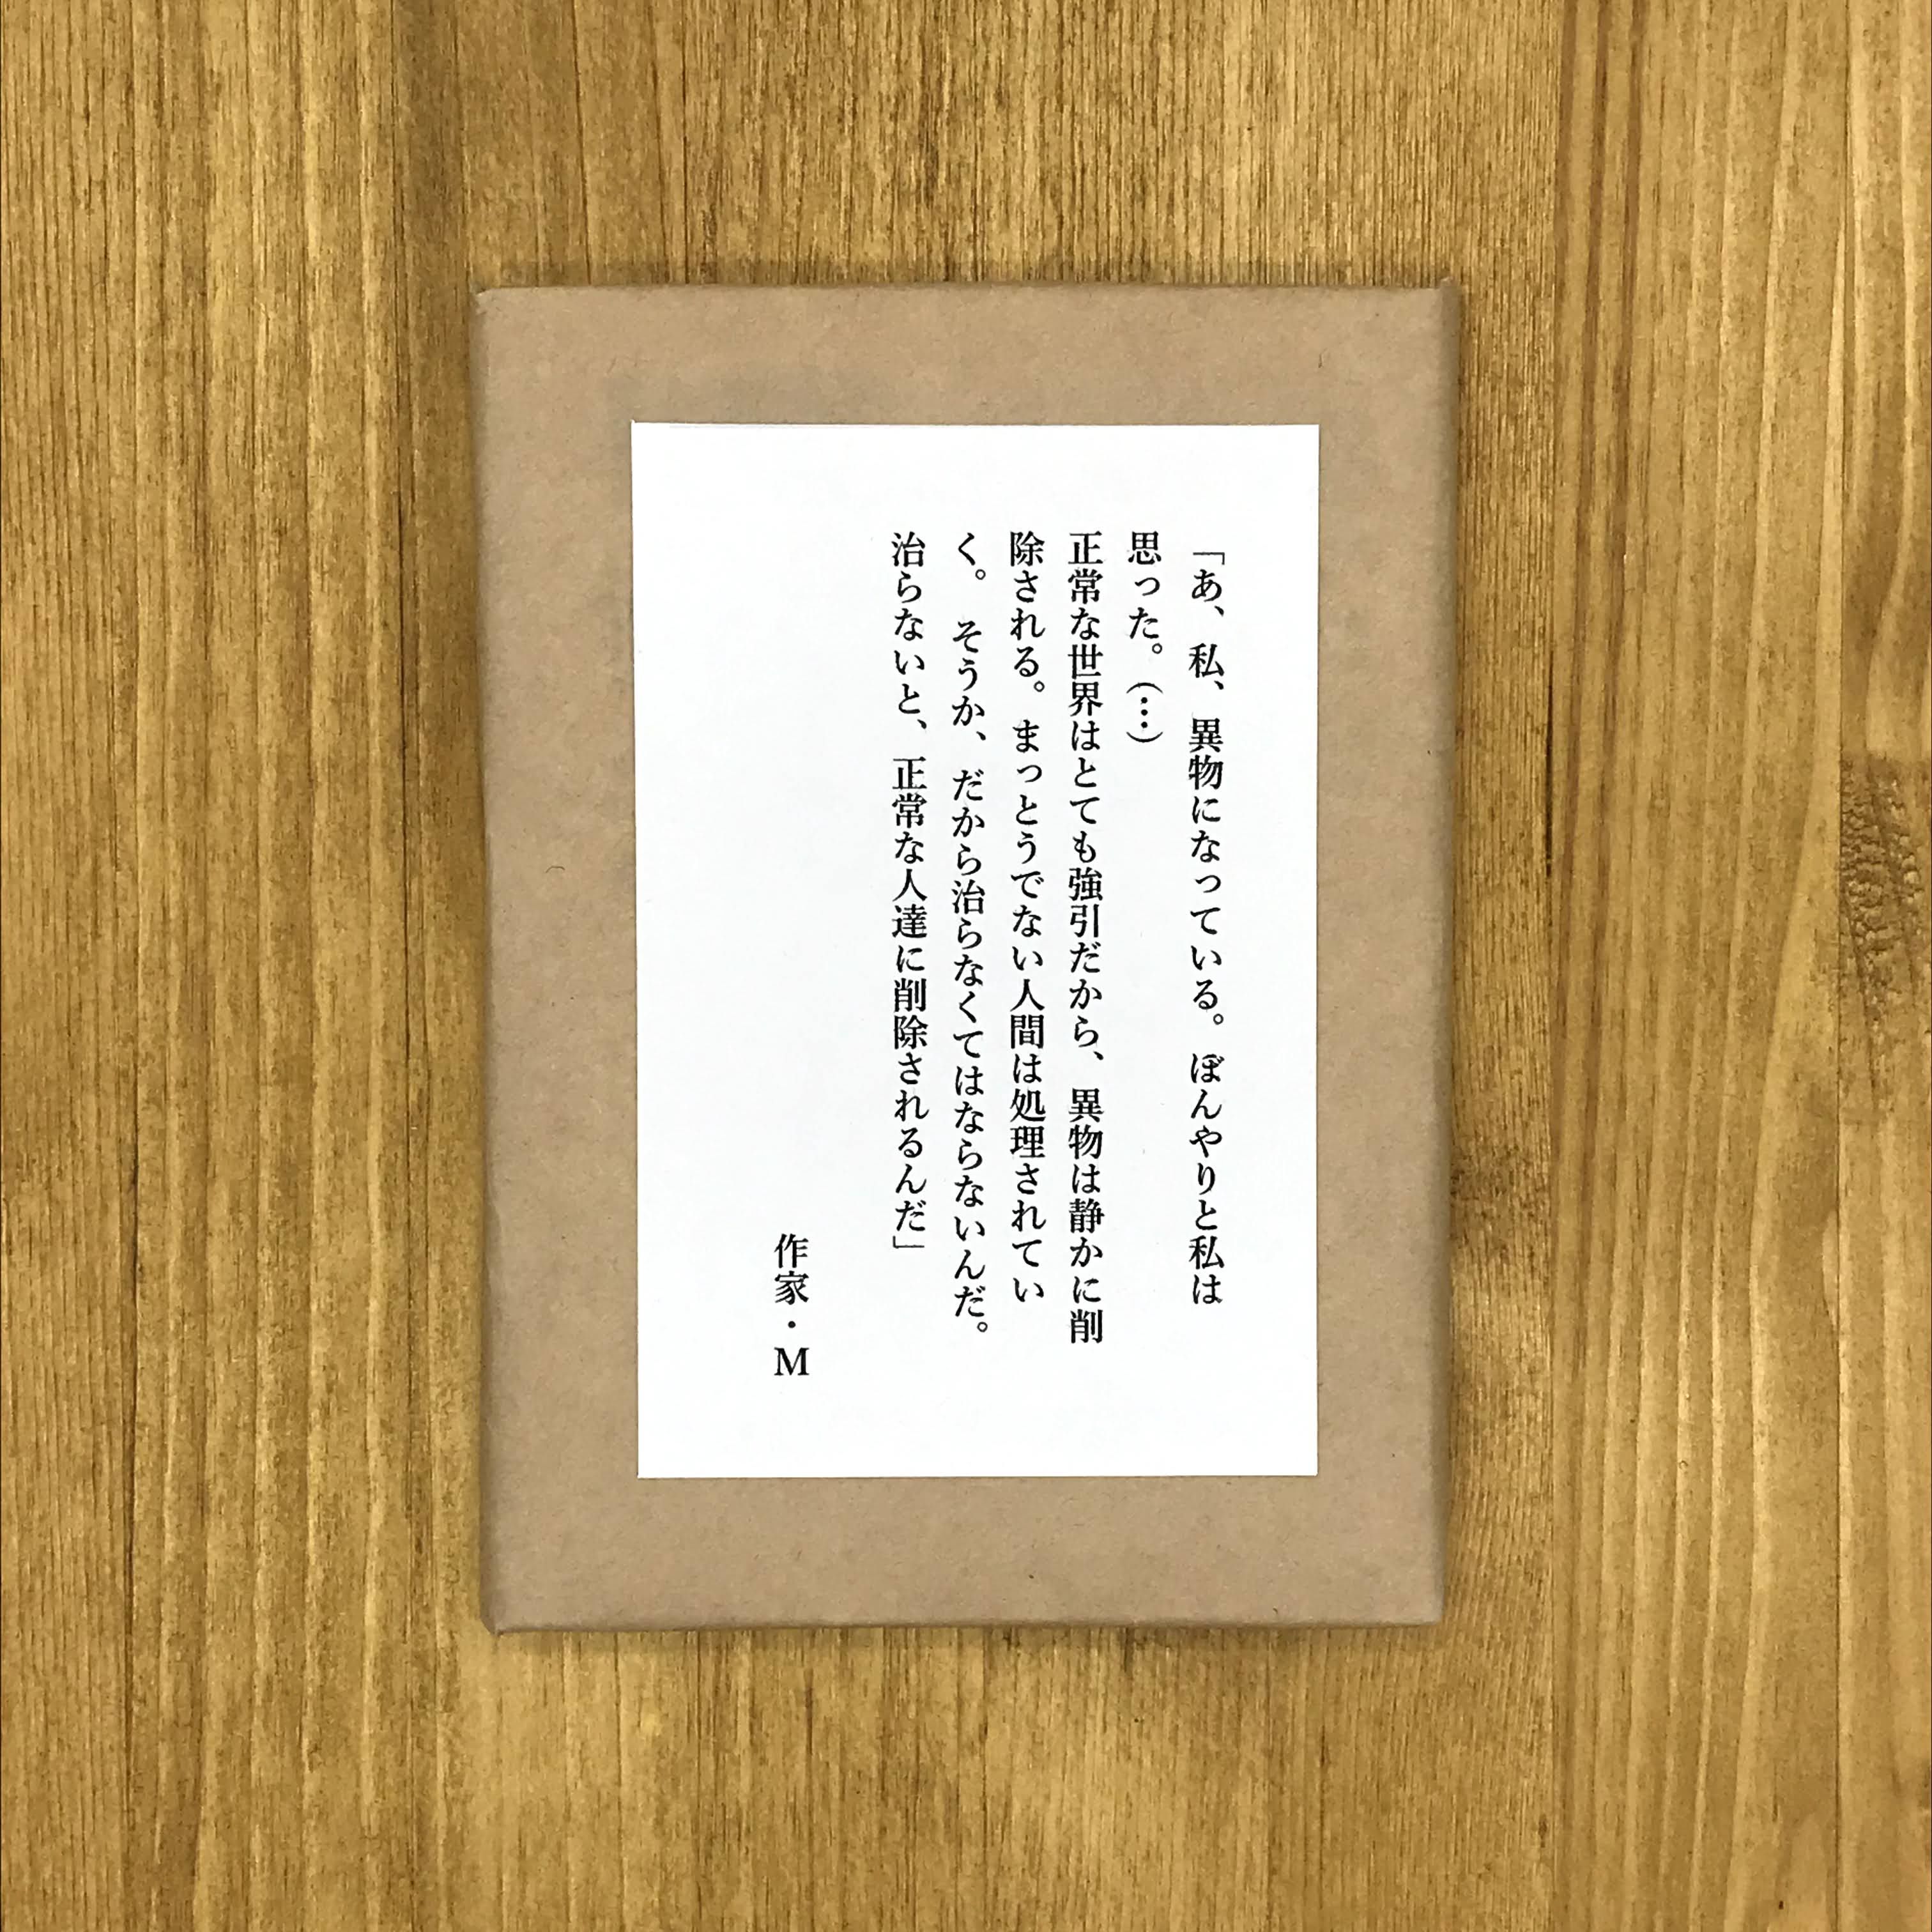 「あ、私、異物になっている。ぼんやりと私は
思った。(…)
正常な世界はとても強引だから、異物は静かに削
除される。まっとうでない人間は処理されてい
く。そうか、だから治らなくてはならないんだ。
治らないと、正常な人達に削除されるんだ」
作家・M